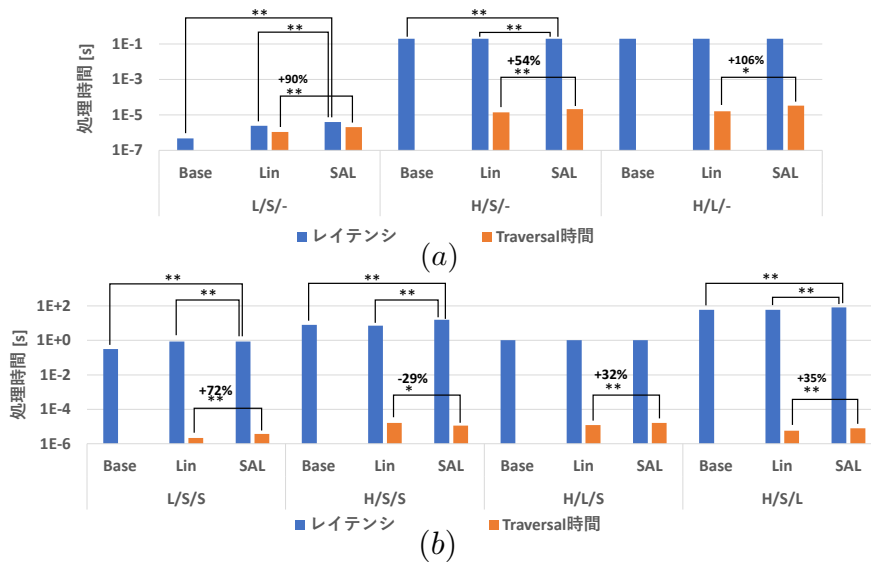 ** ** **
** **
1E-1
+54% +106%
** *
1E-3
+90%
**
1E-5
1E-7
処理時間 [s]
Base Lin SAL Base Lin SAL Base Lin SAL
L/S/- H/S/- H/L/-
レイテンシ Traversal時間
(a)
** ** **
** ** **
1E+2
1E+0
1E-2
+72% -29% +32% +35%
** * ** **
1E-4
1E-6
処理時間 [s]
Base Lin SAL Base Lin SAL Base Lin SAL Base Lin SAL
L/S/S H/S/S H/L/S H/S/L
レイテンシ Traversal時間
(b)